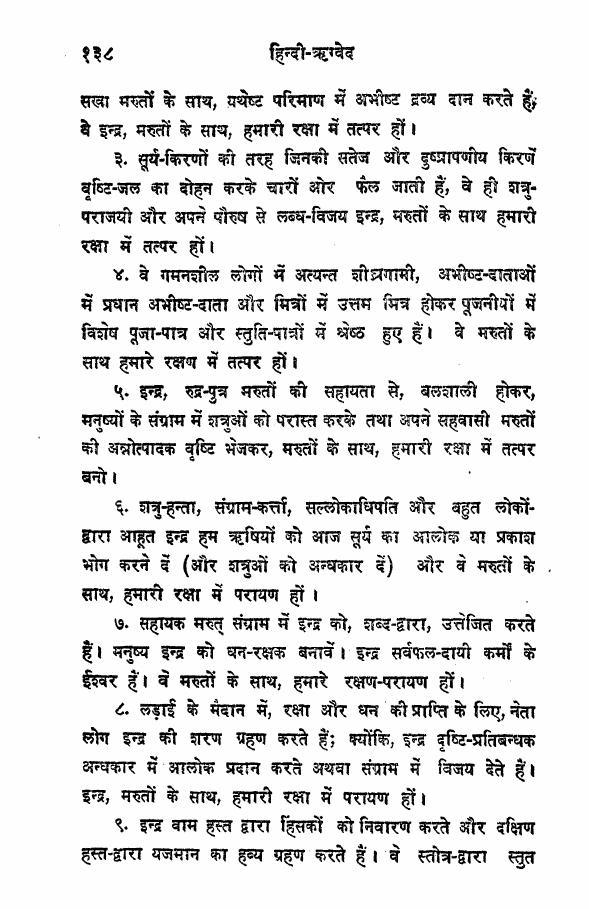 १३८ हिन्दी-ऋग्वेद
सखा मरुतों के साथ, यथेष्ट परिमाण में अभीष्ट द्रव्य दान करते हैं,
वे इन्द्र, मरुतों के साथ, हमारी रक्षा में तत्पर हों।
३. सूर्य-किरणों की तरह जिनकी सतेज और दुष्प्रापणीय किरणें
वृष्टि-जल का दोहन करके चारों ओर फैल जाती हैं, वे ही शत्रु-
पराजयी और अपने पौरुष से लब्ध-विजय इन्द्र, मरुतों के साथ हमारी
रक्षा में तत्पर हों।
४. वे गमनशील लोगों में अत्यन्त शीघ्रगामी, अभीष्ट-दाताओं
में प्रधान अभीष्ट-दाता और मित्रों में उत्तम मित्र होकर पूजनीयों में
विशेष पूजा-पात्र और स्तुति-पात्रों में श्रेष्ठ हुए हैं। वे मरुतों के
साथ हमारे रक्षण में तत्पर हों।
५. इन्द्र, रुद्र-पुत्र मरुतों की सहायता से, बलशाली होकर,
मनुष्यों के संग्राम में शत्रुओं को परास्त करके तथा अपने सहवासी मरुतों
की अन्नोत्पादक वृष्टि भेजकर, मरुतों के साथ, हमारी रक्षा में तत्पर
बनो।
६. शत्रु-हन्ता, संग्राम-कर्त्ता, सल्लोकाधिपति और बहुत लोकों-
द्वारा आहूत इन्द्र हम ऋषियों को आज सूर्य का आलोक या प्रकाश
भोग करने दें (और शत्रुओं को अन्धकार दें) और वे मरुतों के
साथ, हमारी रक्षा में परायण हों।
७. सहायक मरुत् संग्राम में इन्द्र को, शब्द-द्वारा, उत्तेजित करते
हैं। मनुष्य इन्द्र को धन-रक्षक बनावें। इन्द्र सर्वफल-दायी कर्मों के
ईश्वर हैं। वे मरुतों के साथ, हमारे रक्षण-परायण हों।
८. लड़ाई के मैदान में, रक्षा और धन की प्राप्ति के लिए, नेता
लोग इन्द्र की शरण ग्रहण करते हैं; क्योंकि, इन्द्र दृष्टि-प्रतिबन्धक
अन्धकार में आलोक प्रदान करते अथवा संग्राम में विजय देते हैं।
इन्द्र, मरुतों के साथ, हमारी रक्षा में परायण हों।
९. इन्द्र वाम हस्त द्वारा हिंसकों को निवारण करते और दक्षिण
हस्त-द्वारा यजमान का हव्य ग्रहण करते हैं। वे स्तोत्र-द्वारा स्तुत